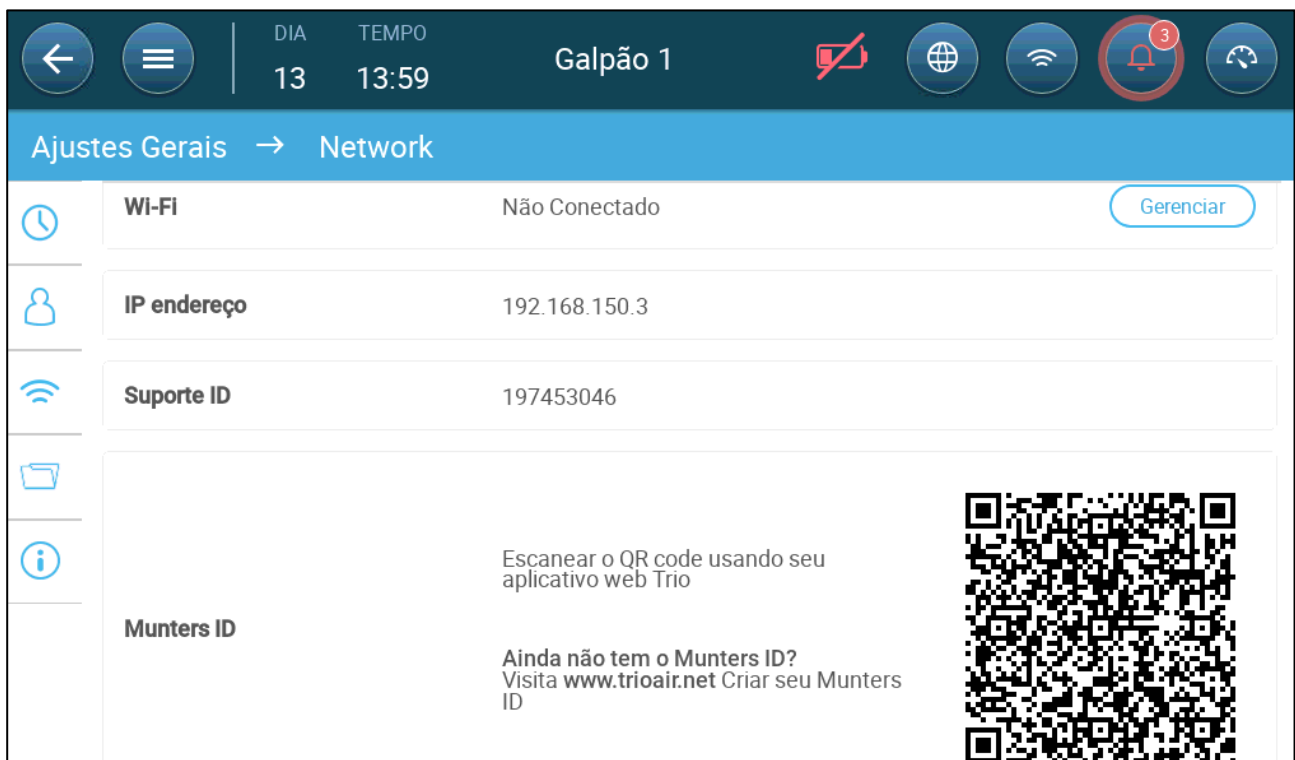 DIA TEMPO
13 13:59 Galpão 1 3
Ajustes Gerais → Network
Wi-Fi Não Conectado Gerenciar
IP endereço 192.168.150.3
Suporte ID 197453046
Escanear o QR code usando seu
aplicativo web Trio
Munters ID
Ainda não tem o Munters ID?
Visita www.trioair.net Criar seu Munters
ID